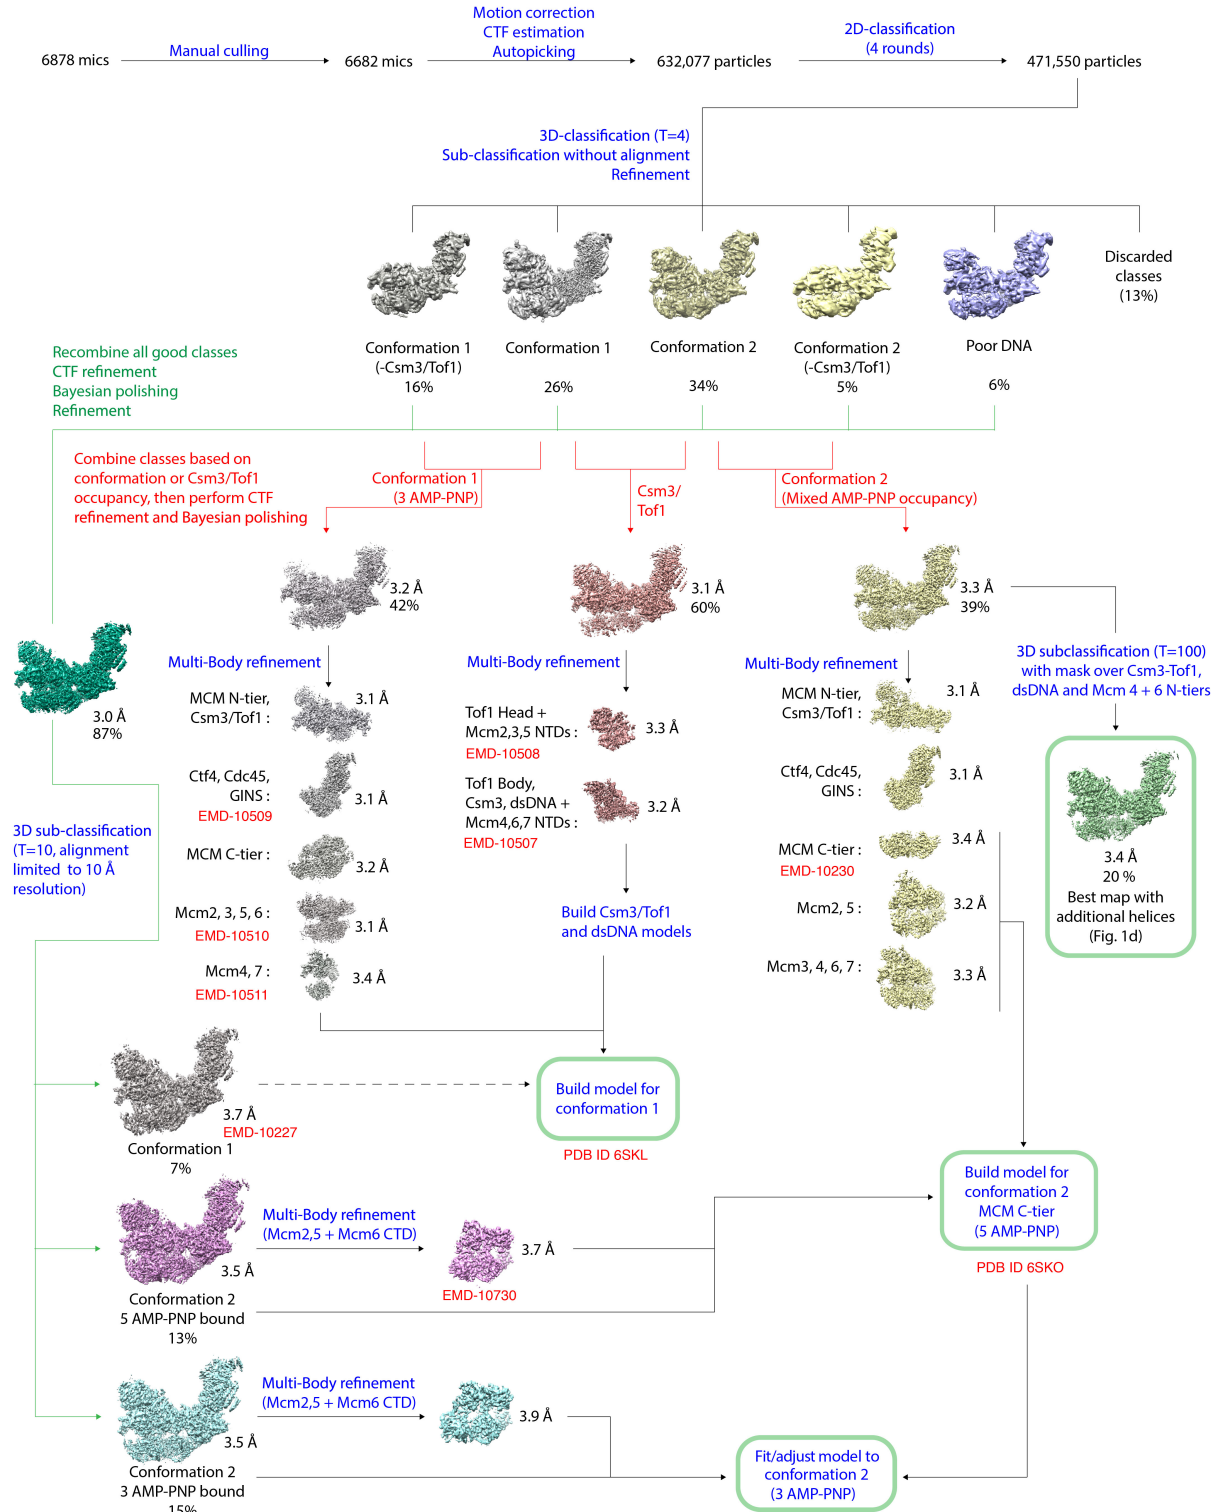 Motion correction
CTF estimation
Autopicking
2D-classification
(4 rounds)
Manual culling
6878 mics
6682 mics
632,077 particles
471,550 particles
3D-classification (T=4)
Sub-classification without alignment
Refinement
Discarded
classes
(13%)
Conformation 1
(-Csm3/Tof1)
16%
Conformation 1
26%
Conformation 2
34%
Conformation 2
(-Csm3/Tof1)
5%
Poor DNA
6%
Recombine all good classes
CTF refinement
Bayesian polishing
Refinement
Combine classes based on
conformation or Csm3/Tof1
occupancy, then perform CTF
refinement and Bayesian polishing
Conformation 1
(3 AMP-PNP)
Csm3/
Tof1
Conformation 2
(Mixed AMP-PNP occupancy)
3.2 Å
42%
3.1 Å
60%
3.3 Å
39%
3.0 Å
87%
Multi-Body refinement
Multi-Body refinement
Multi-Body refinement
3D subclassification (T=100)
with mask over Csm3-Tof1,
dsDNA and Mcm 4 + 6 N-tiers
MCM N-tier,
Csm3/Tof1 :
3.1 Å
Ctf4, Cdc45,
GINS :
EMD-10509
3.1 Å
MCM C-tier :
3.2 Å
Mcm2, 3, 5, 6 :
EMD-10510
3.1 Å
Mcm4, 7 :
EMD-10511
3.4 Å
Tof1 Head +
Mcm2,3,5 NTDs :
EMD-10508
3.3 Å
Tof1 Body,
Csm3, dsDNA +
Mcm4,6,7 NTDs :
EMD-10507
3.2 Å
Build Csm3/Tof1
and dsDNA models
MCM N-tier,
Csm3/Tof1 :
3.1 Å
Ctf4, Cdc45,
GINS :
3.1 Å
MCM C-tier :
EMD-10230
3.4 Å
Mcm2, 5 :
3.2 Å
Mcm3, 4, 6, 7 :
3.3 Å
3.4 Å
20 %
Best map with
additional helices
(Fig. 1d)
3D sub-classification
(T=10, alignment
limited to 10 Å
resolution)
3.7 Å
EMD-10227
Conformation 1
7%
Build model for
conformation 1
PDB ID 6SKL
Multi-Body refinement
(Mcm2,5 + Mcm6 CTD)
3.5 Å
Conformation 2
5 AMP-PNP bound
13%
3.7 Å
EMD-10730
Build model for
conformation 2
MCM C-tier
(5 AMP-PNP)
PDB ID 6SKO
Multi-Body refinement
(Mcm2,5 + Mcm6 CTD)
3.5 Å
Conformation 2
3 AMP-PNP bound
15%
3.9 Å
Fit/adjust model to
conformation 2
(3 AMP-PNP)